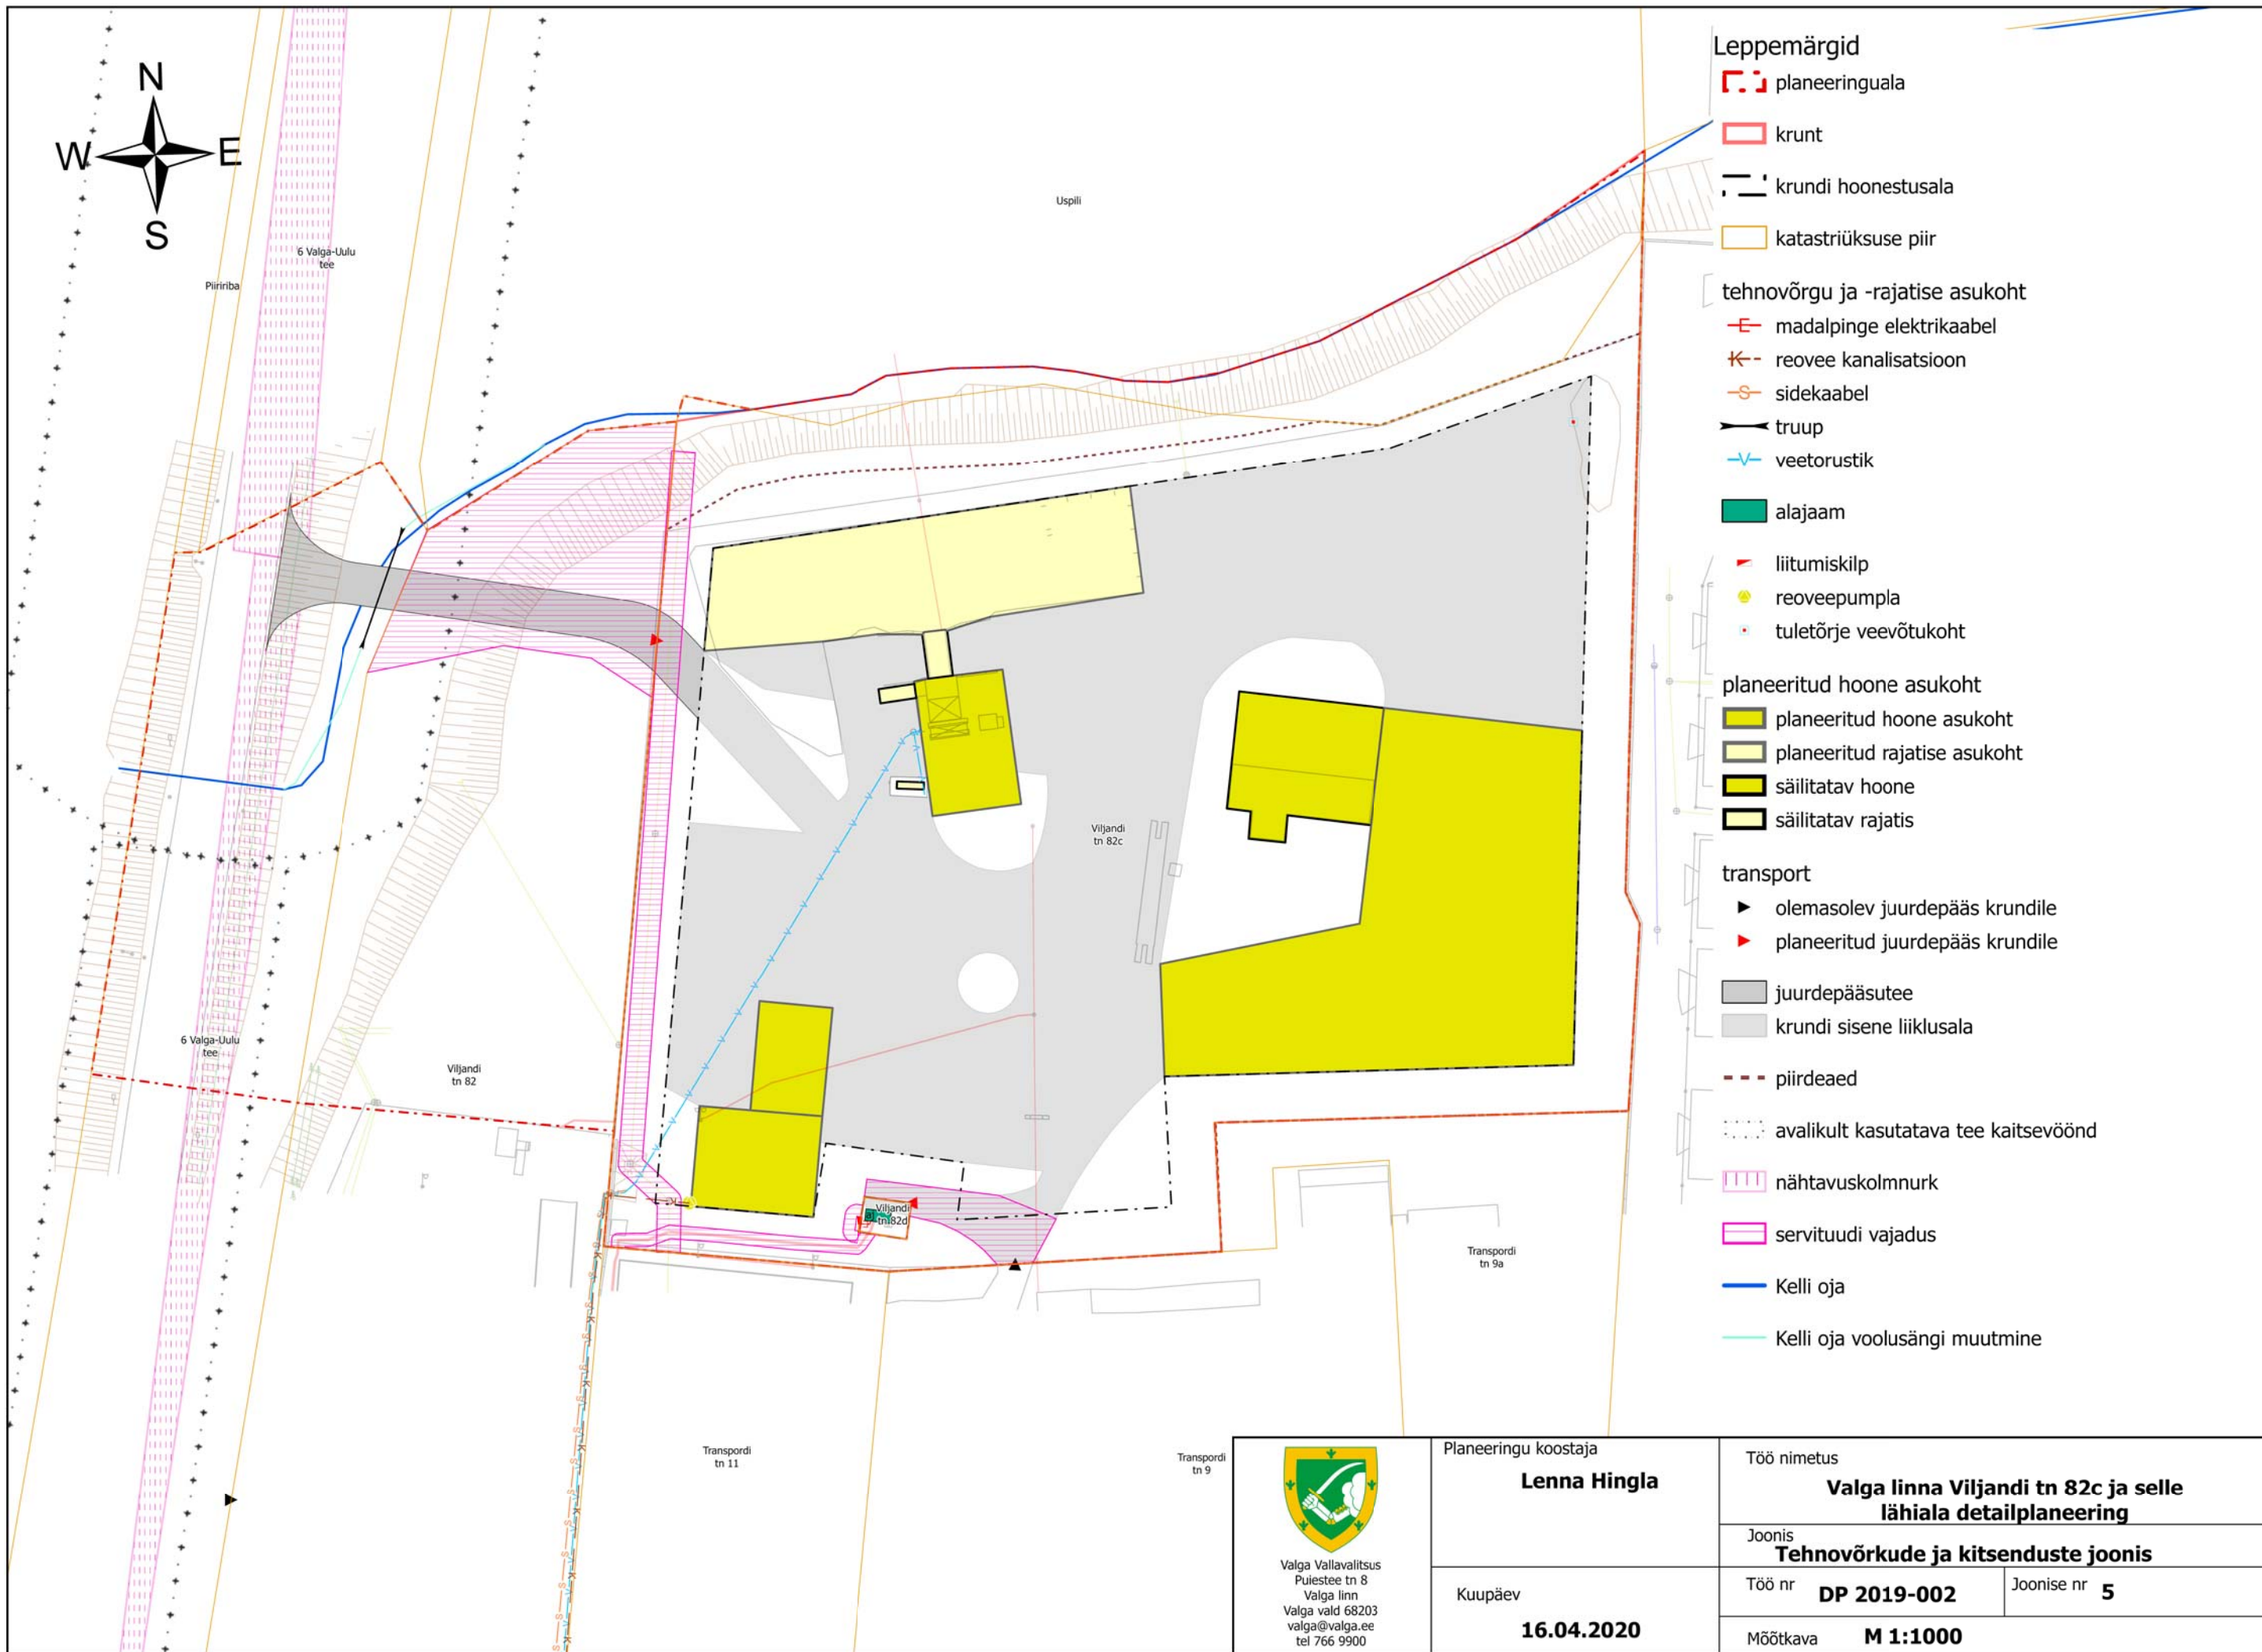 N
W
E
S
6 Valga-Uulu
tee
Piiririba
Uspili
Viljandi
tn 82c
6 Valga-Uulu
tee
Viljandi
tn 82
Viljandi
tn 82d
Transpordi
tn 9a
Transpordi
tn 11
Transpordi
tn 9
Leppemärgid
planeeringuala
krunt
krundi hoonestusala
katastriüksuse piir
tehnovõrgu ja -rajatise asukoht
E madalpinge elektrikaabel
K reovee kanalisatsioon
S sidekaabel
truup
V veetorustik
alajaam
liitumiskilp
reoveepumpla
tuletõrje veevõtukoht
planeeritud hoone asukoht
planeeritud hoone asukoht
planeeritud rajatise asukoht
säilitatav hoone
säilitatav rajatis
transport
olemasolev juurdepääs krundile
planeeritud juurdepääs krundile
juurdepääsutee
krundi sisene liiklusala
piirdeaed
avalikult kasutatava tee kaitsevöönd
nähtavuskolmnurk
servituudi vajadus
Kelli oja
Kelli oja voolusängi muutmine
Valga Vallavalitsus
Puiestee tn 8
Valga linn
Valga vald 68203
valga@valga.ee
tel 766 9900
Planeeringu koostaja
Lenna Hingla
Kuupäev
16.04.2020
Töö nimetus
Valga linna Viljandi tn 82c ja selle
lähiala detailplaneering
Joonis
Tehnovõrkude ja kitsenduste joonis
Töö nr DP 2019-002
Joonise nr 5
Mõõtkava M 1:1000